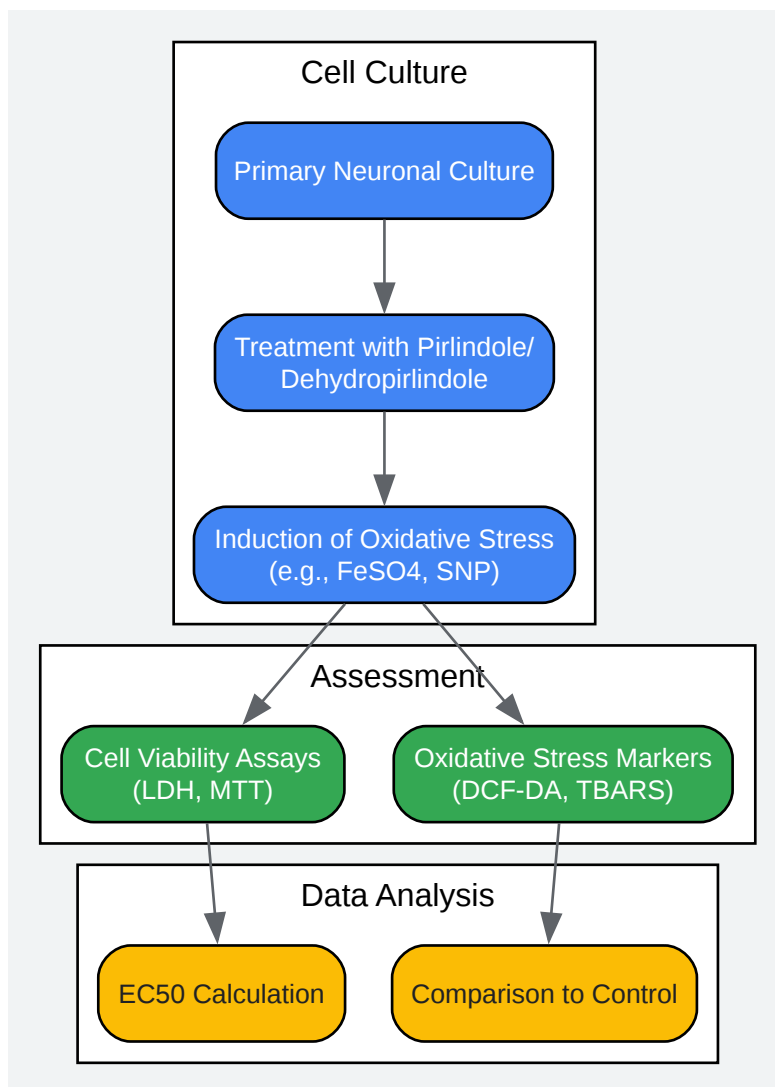 Cell Culture
Primary Neuronal Culture
Treatment with Pirlindole/
Dehydropirlindole
Induction of Oxidative Stress
(e.g., FeSO4, SNP)
Assessment
Cell Viability Assays
(LDH, MTT)
Oxidative Stress Markers
(DCF-DA, TBARS)
Data Analysis
EC50 Calculation
Comparison to Control